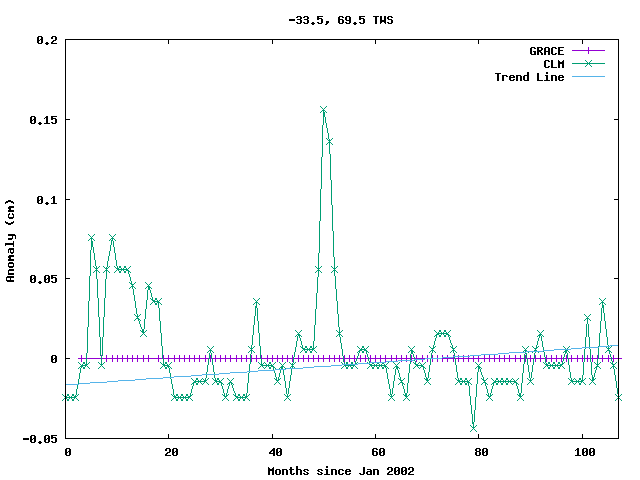 -33.5, 69.5 TWS
GRACE
CLM
Trend Line
0.2
0.15
0.1
0.05
0
-0.05
Anomaly (cm)
0 20 40 60 80 100
Months since Jan 2002